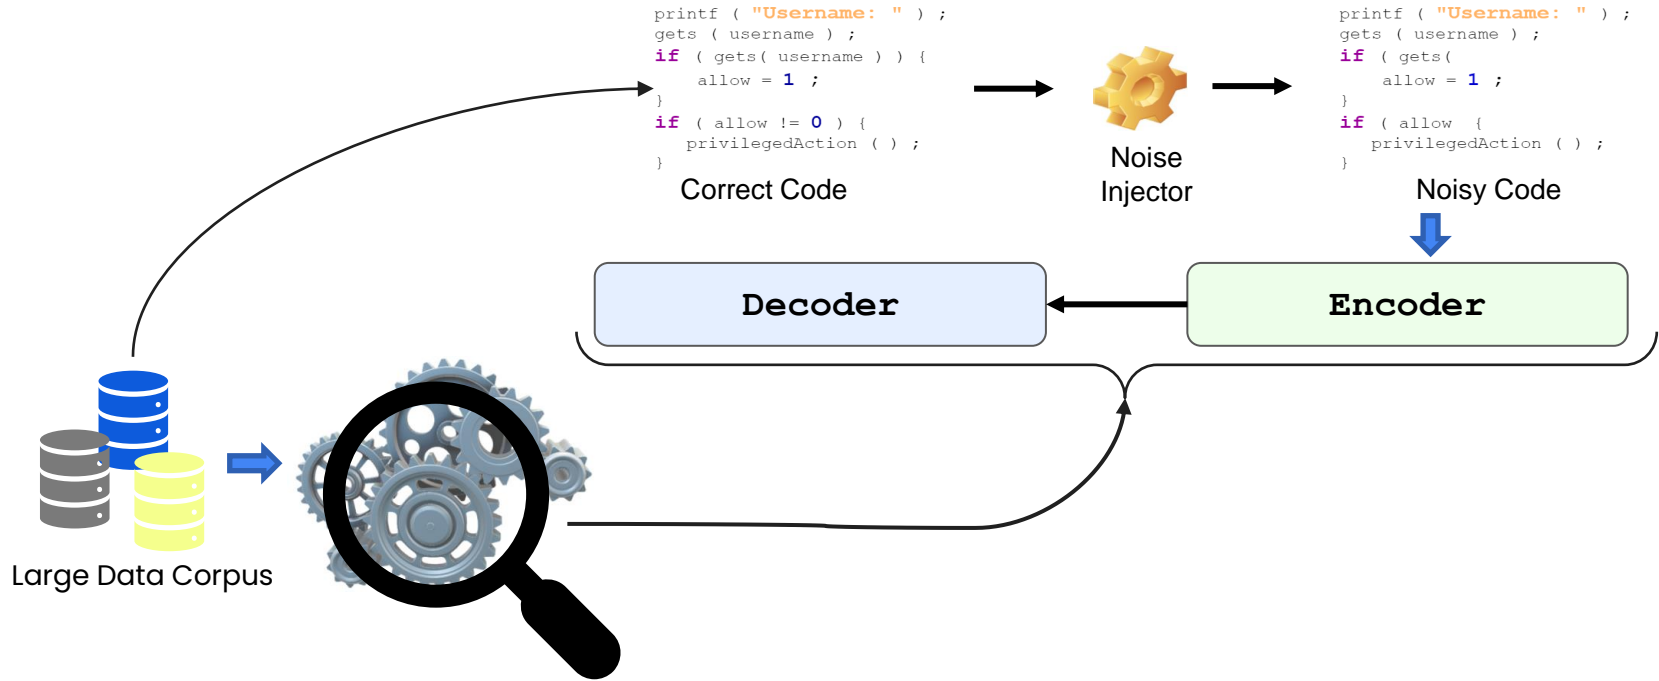 printf ( "Username: " ) ;
gets ( username ) ;
if ( gets( username ) ) {
allow = 1 ;
}
if ( allow != 0 ) {
privilegedAction ( ) ;
}
Correct Code
Noise
Injector
printf ( "Username: " ) ;
gets ( username ) ;
if ( gets(
allow = 1 ;
}
if ( allow {
privilegedAction ( ) ;
}
Noisy Code
Decoder
Encoder
Large Data Corpus